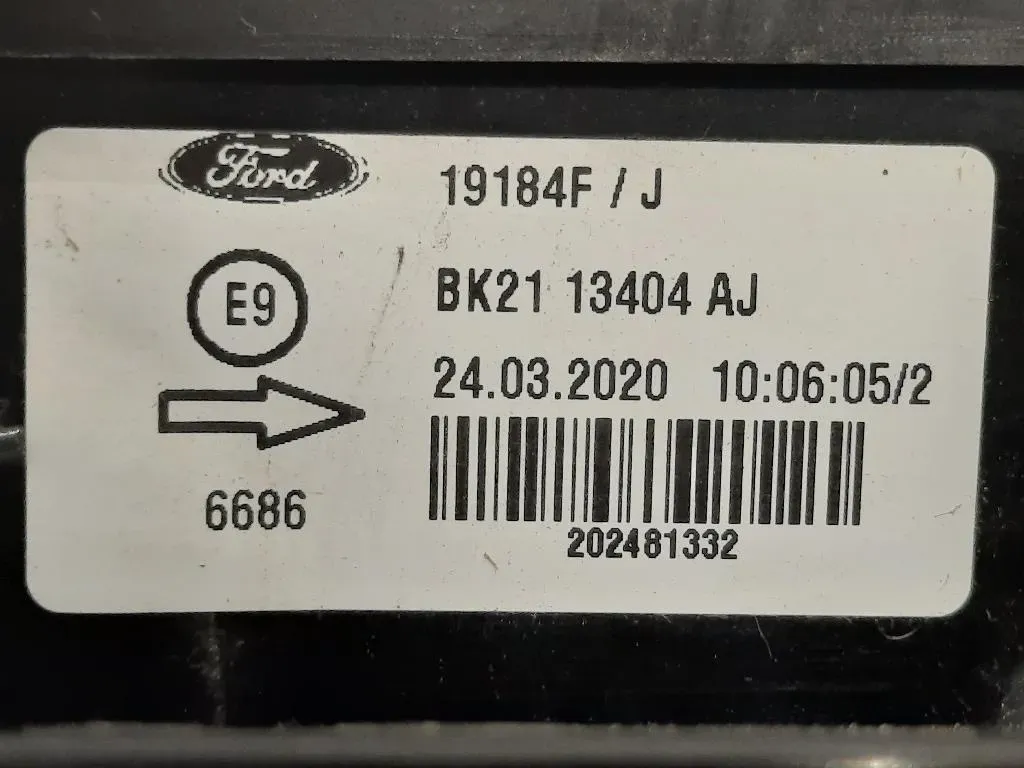 Ford
19184F / J
E9
BK21 13404 AJ
24.03.2020 10:06:05/2
6686
202481332